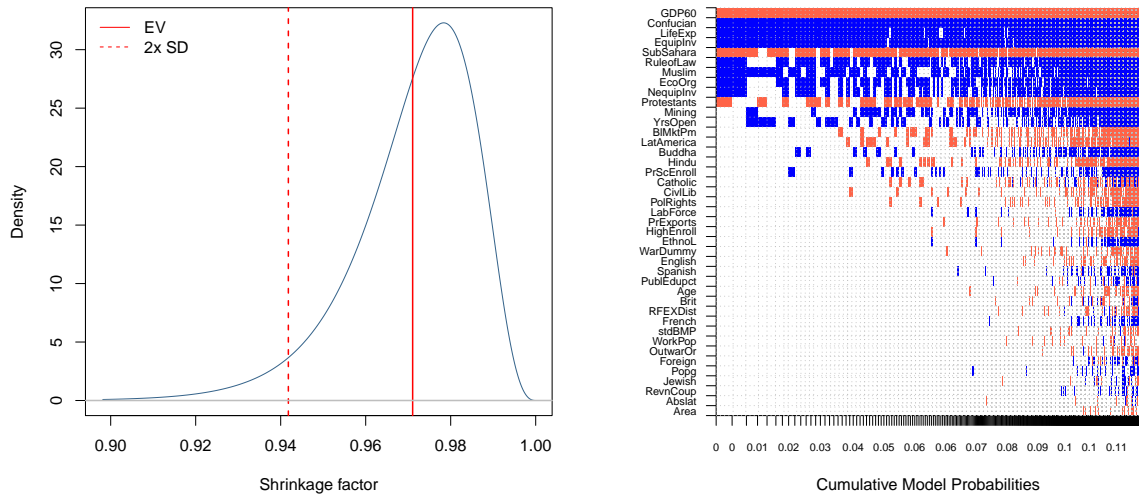 EV
2x SD
Density
0
5
10
15
20
25
30
0.90
0.92
0.94
0.96
0.98
1.00
Shrinkage factor
GDP60
Confucian
LifeExp
EquipInv
SubSahara
RuleofLaw
Muslim
EcoOrg
NequipInv
Protestants
Mining
YrsOpen
BlMktPm
LatAmerica
Buddha
Hindu
PrScEnroll
Catholic
CivlLib
PolRights
LabForce
PrExports
HighEnroll
EthnoL
WarDummy
English
Spanish
PublEdupct
Age
Brit
RFEXDist
French
stdBMP
WorkPop
OutwarOr
Foreign
Popg
Jewish
RevnCoup
Abslat
Area
0 0 0.01 0.02 0.03 0.04 0.05 0.06 0.07 0.08 0.09 0.1 0.11
Cumulative Model Probabilities